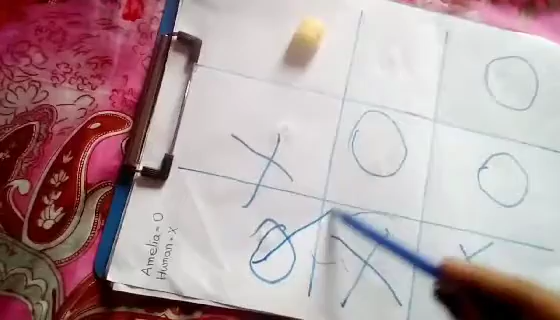 Amelia = O
Human = X